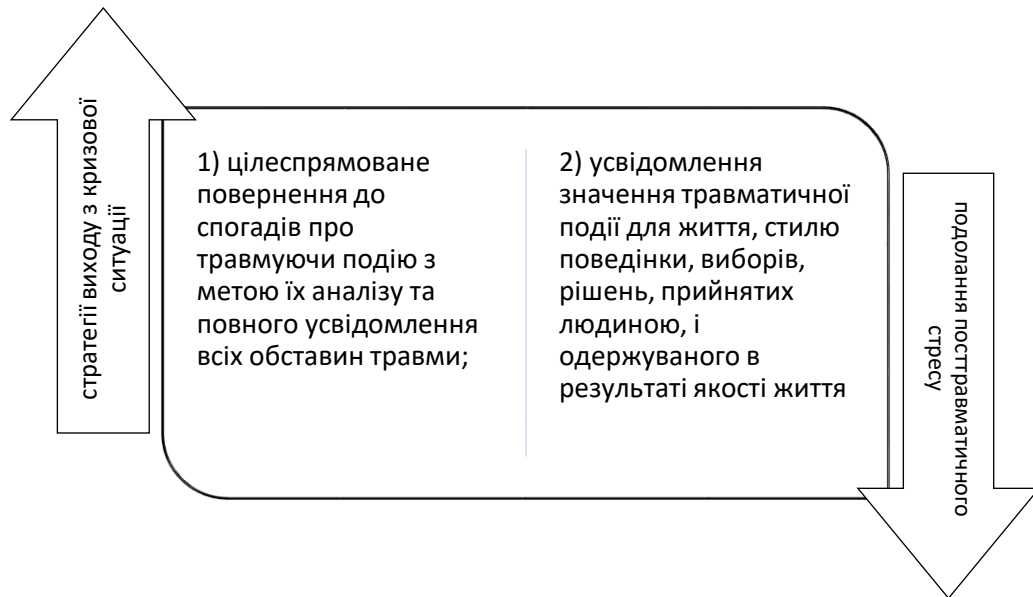 стратегії виходу з кризової
ситуації
1) цілеспрямоване
повернення до
спогадів про
травмуючи подію з
метою їх аналізу та
повного усвідомлення
всіх обставин травми;
2) усвідомлення
значення травматичної
події для життя, стилю
поведінки, виборів,
рішень, прийнятих
людиною, і
одержуваного в
результаті якості життя
подолання посттравматичного
стресу